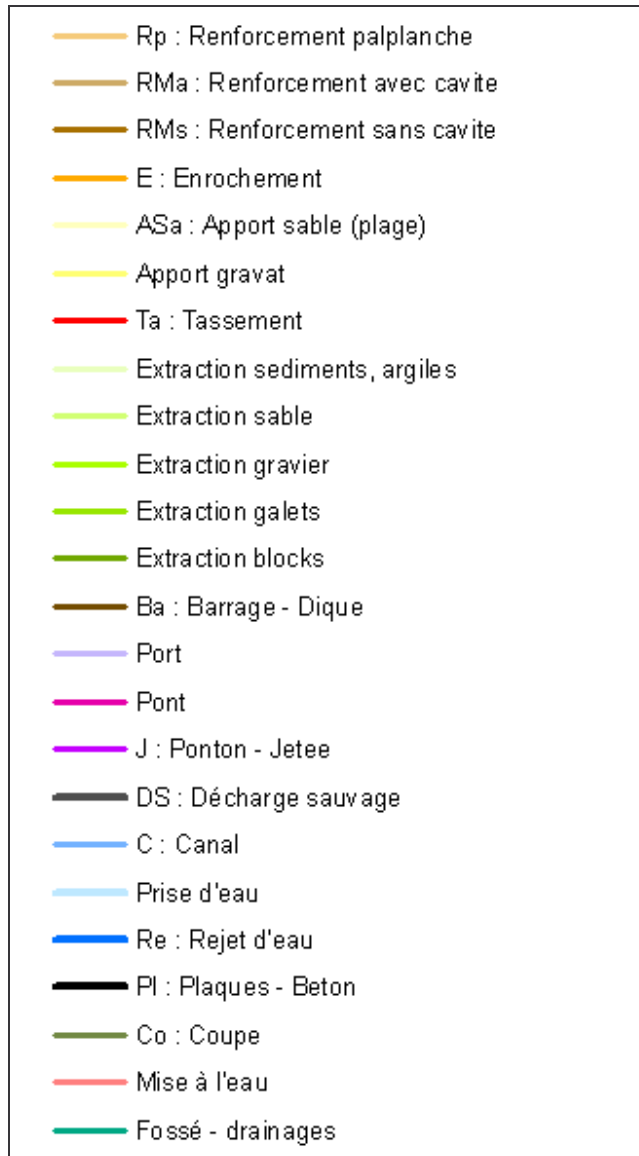 Rp : Renforcement palplanche
RMa : Renforcement avec cavite
RMs : Renforcement sans cavite
E : Enrochement
ASa : Apport sable (plage)
Apport gravat
Ta : Tassement
Extraction sediments, argiles
Extraction sable
Extraction gravier
Extraction galets
Extraction blocks
Ba : Barrage - Dique
Port
Pont
J : Ponton - Jetee
DS : Décharge sauvage
C : Canal
Prise d'eau
Re : Rejet d'eau
Pl : Plaques - Beton
Co : Coupe
Mise à l'eau
Fossé - drainages